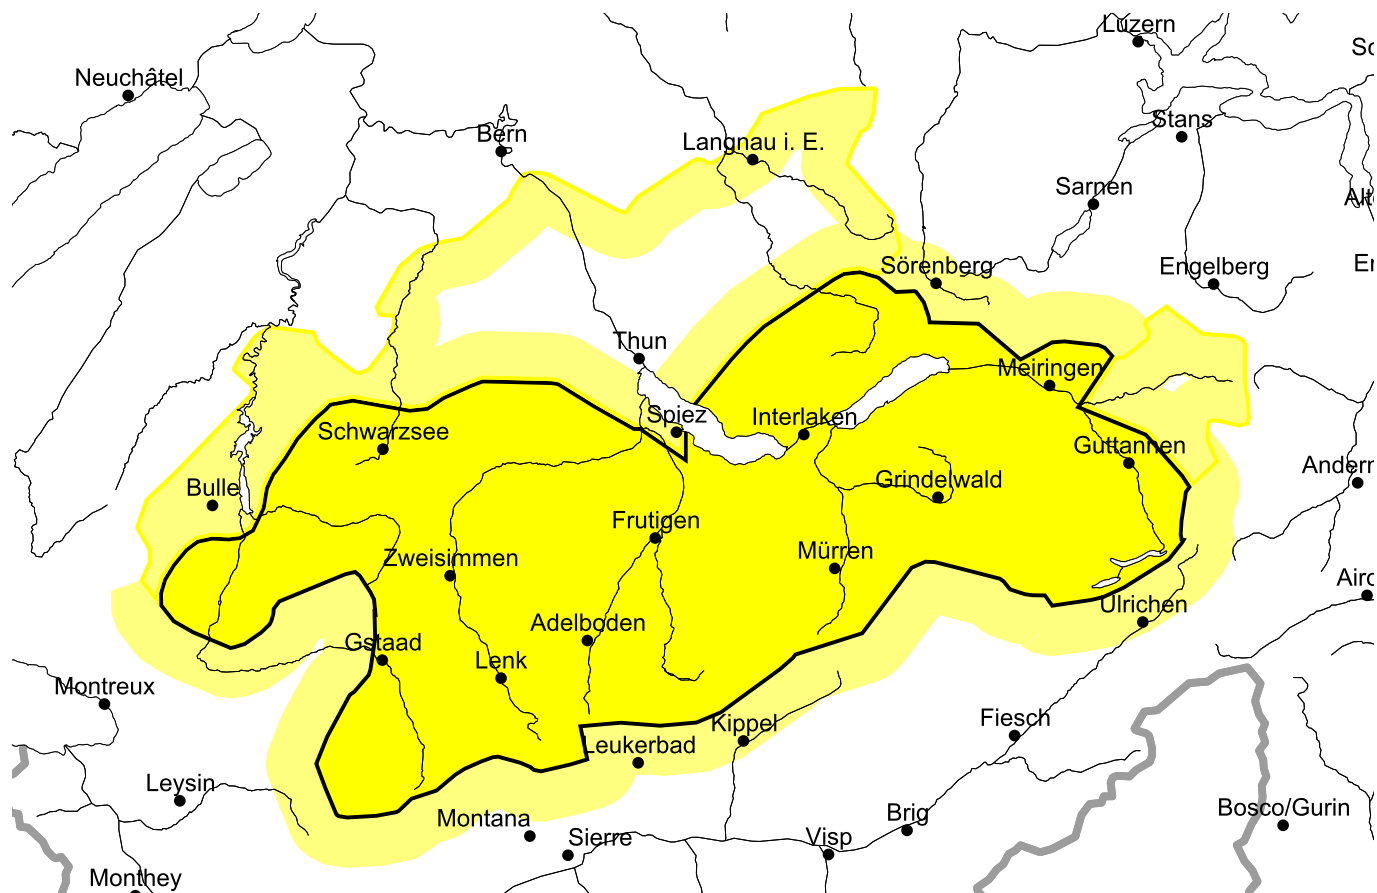 Luzern
Neuchâtel
Stans
Bern
Langnau i. E.
Sarnen
Sörenberg
Engelberg
Thun
Meiringen
Spiez
Interlaken
Schwarzsee
Guttannen
Grindelwald
Bulle
Frutigen
Mürren
Zweisimmen
Ulrichen
Adelboden
Gstaad
Lenk
Montreux
Fiesch
Kippel
Leukerbad
Leysin
Montana
Sierre
Brig
Visp
Bosco/Gurin
Monthey